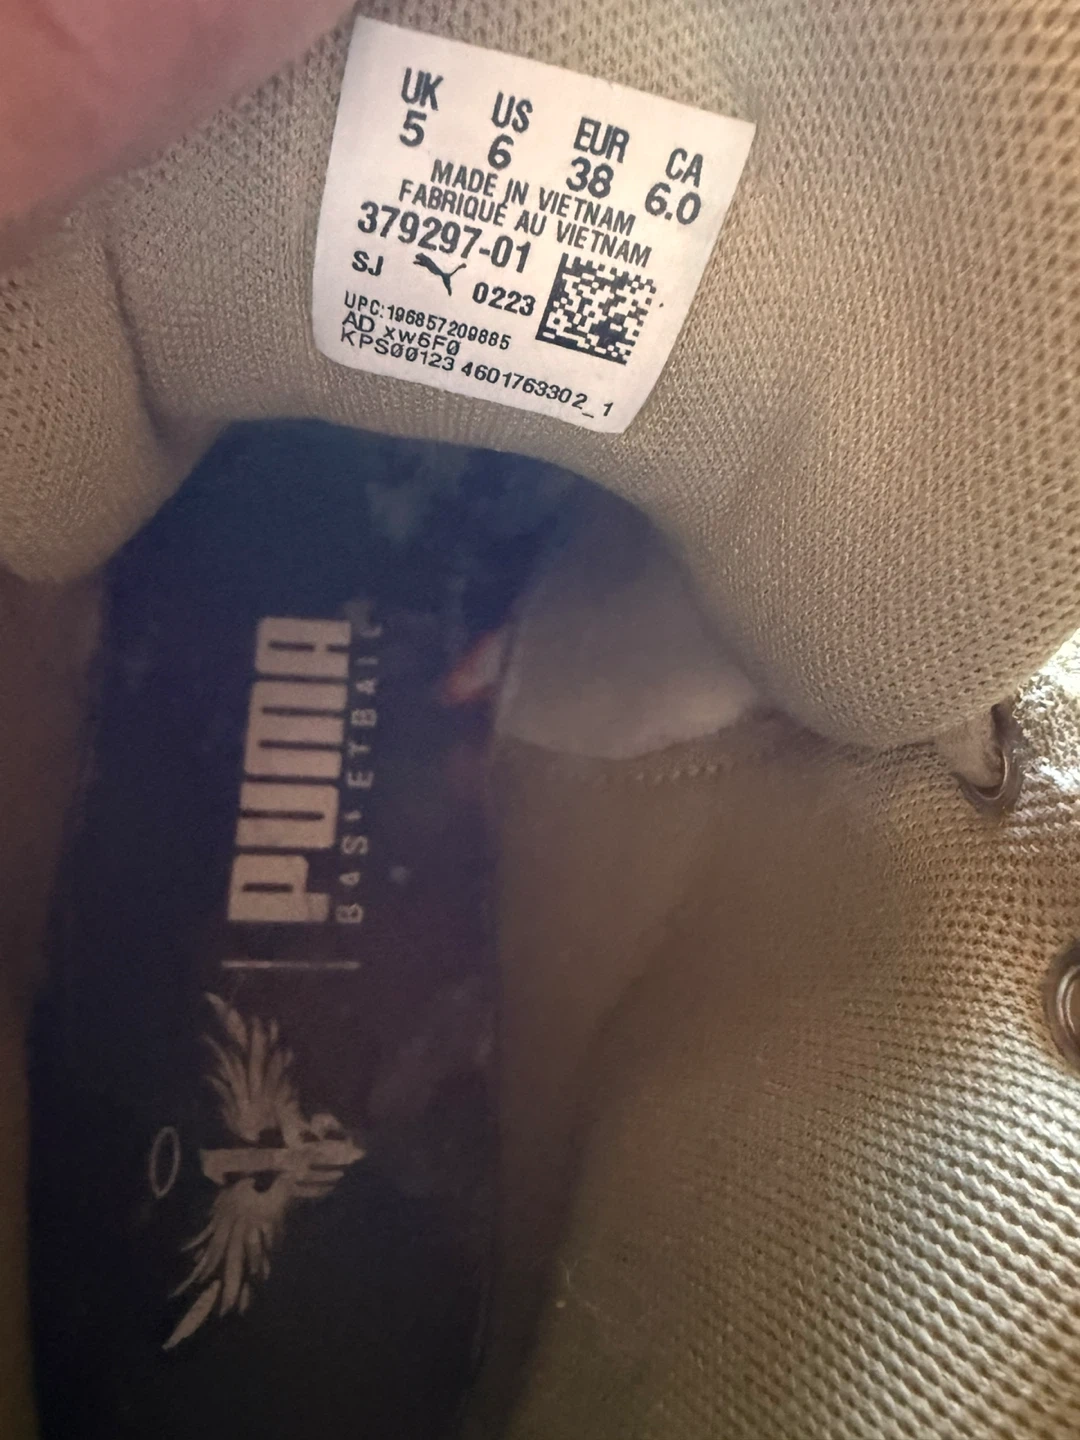 UK US EUR CA
5 6 38 6.0
MADE IN VIETNAM
FABRIQUÉ AU VIETNAM
379297-01
SJ 0223
UPC:196857209885
AD xw6F0
KPS00123 4601763302_1
PUMA
BASKETBALL